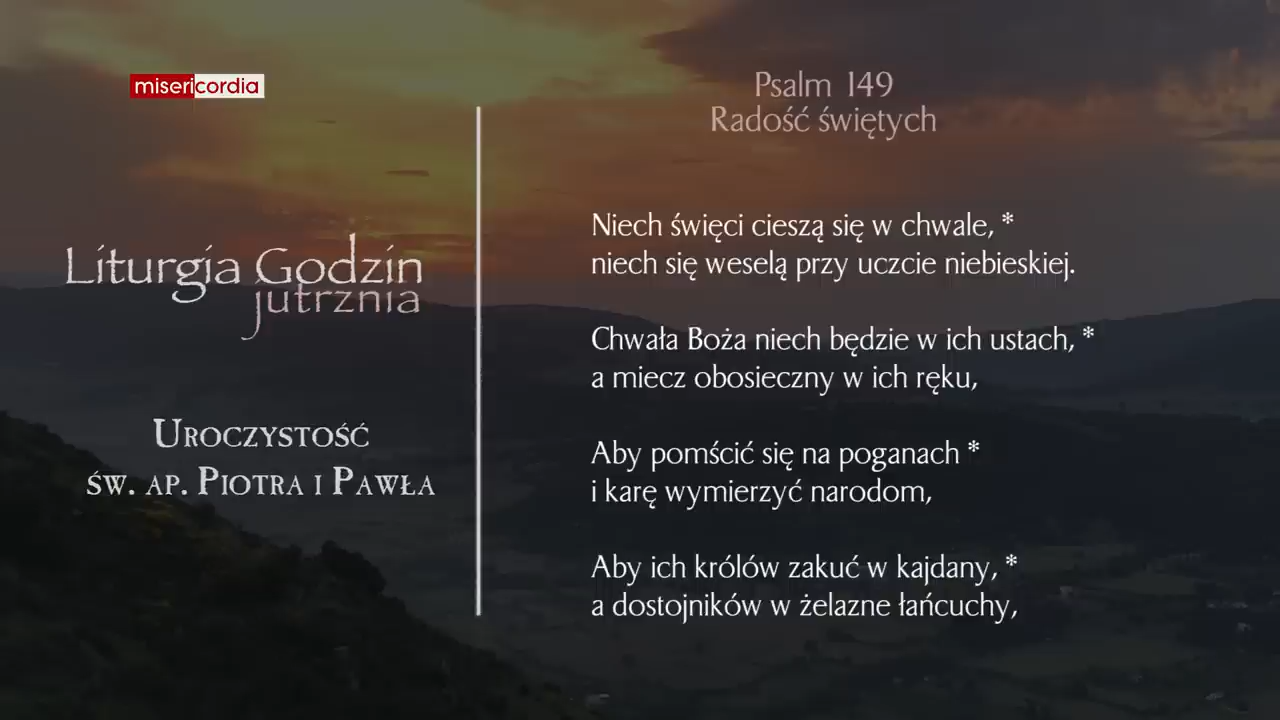 misericordia
Liturgia Godzin
jutrznia
Uroczystość
św. ap. Piotra i Pawła
Psalm 149
Radość świętych
Niech święci cieszą się w chwale, *
niech się weselą przy uczcie niebieskiej.
Chwała Boża niech będzie w ich ustach, *
a miecz obosieczny w ich ręku,
Aby pomścić się na poganach *
i karę wymierzyć narodom,
Aby ich królów zakuć w kajdany, *
a dostojników w żelazne łańcuchy,